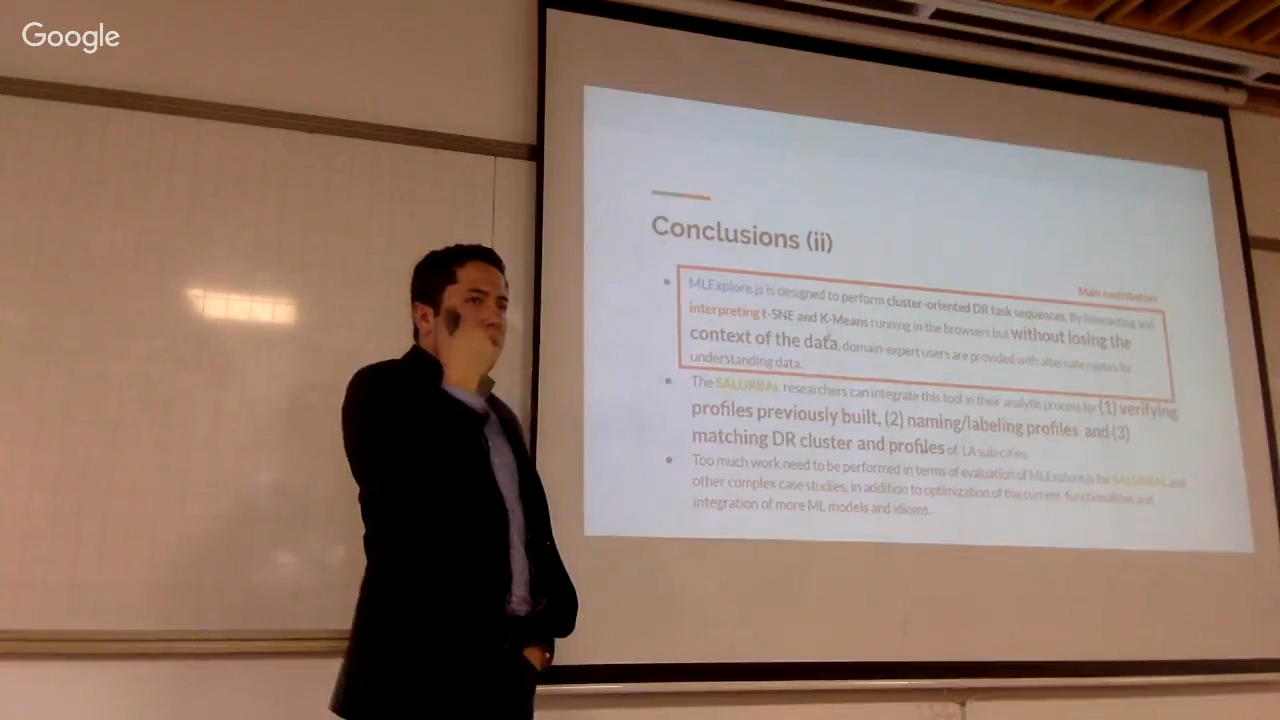 Google
Conclusions (ii)
Main contribution
MLExplore.js is designed to perform cluster-oriented DR task sequences. By interacting and
interpreting t-SNE and K-Means running in the browsers but without losing the
context of the data, domain-expert users are provided with alternate routes for
understanding data.
The SALURBAL researchers can integrate this tool in their analytic process for (1) verifying
profiles previously built, (2) naming/labeling profiles and (3)
matching DR cluster and profiles of LA sub-cities.
Too much work need to be performed in terms of evaluation of MLExplore.js for SALURBAL and
other complex case studies, in addition to optimization of the current functionalities and
integration of more ML models and idioms.